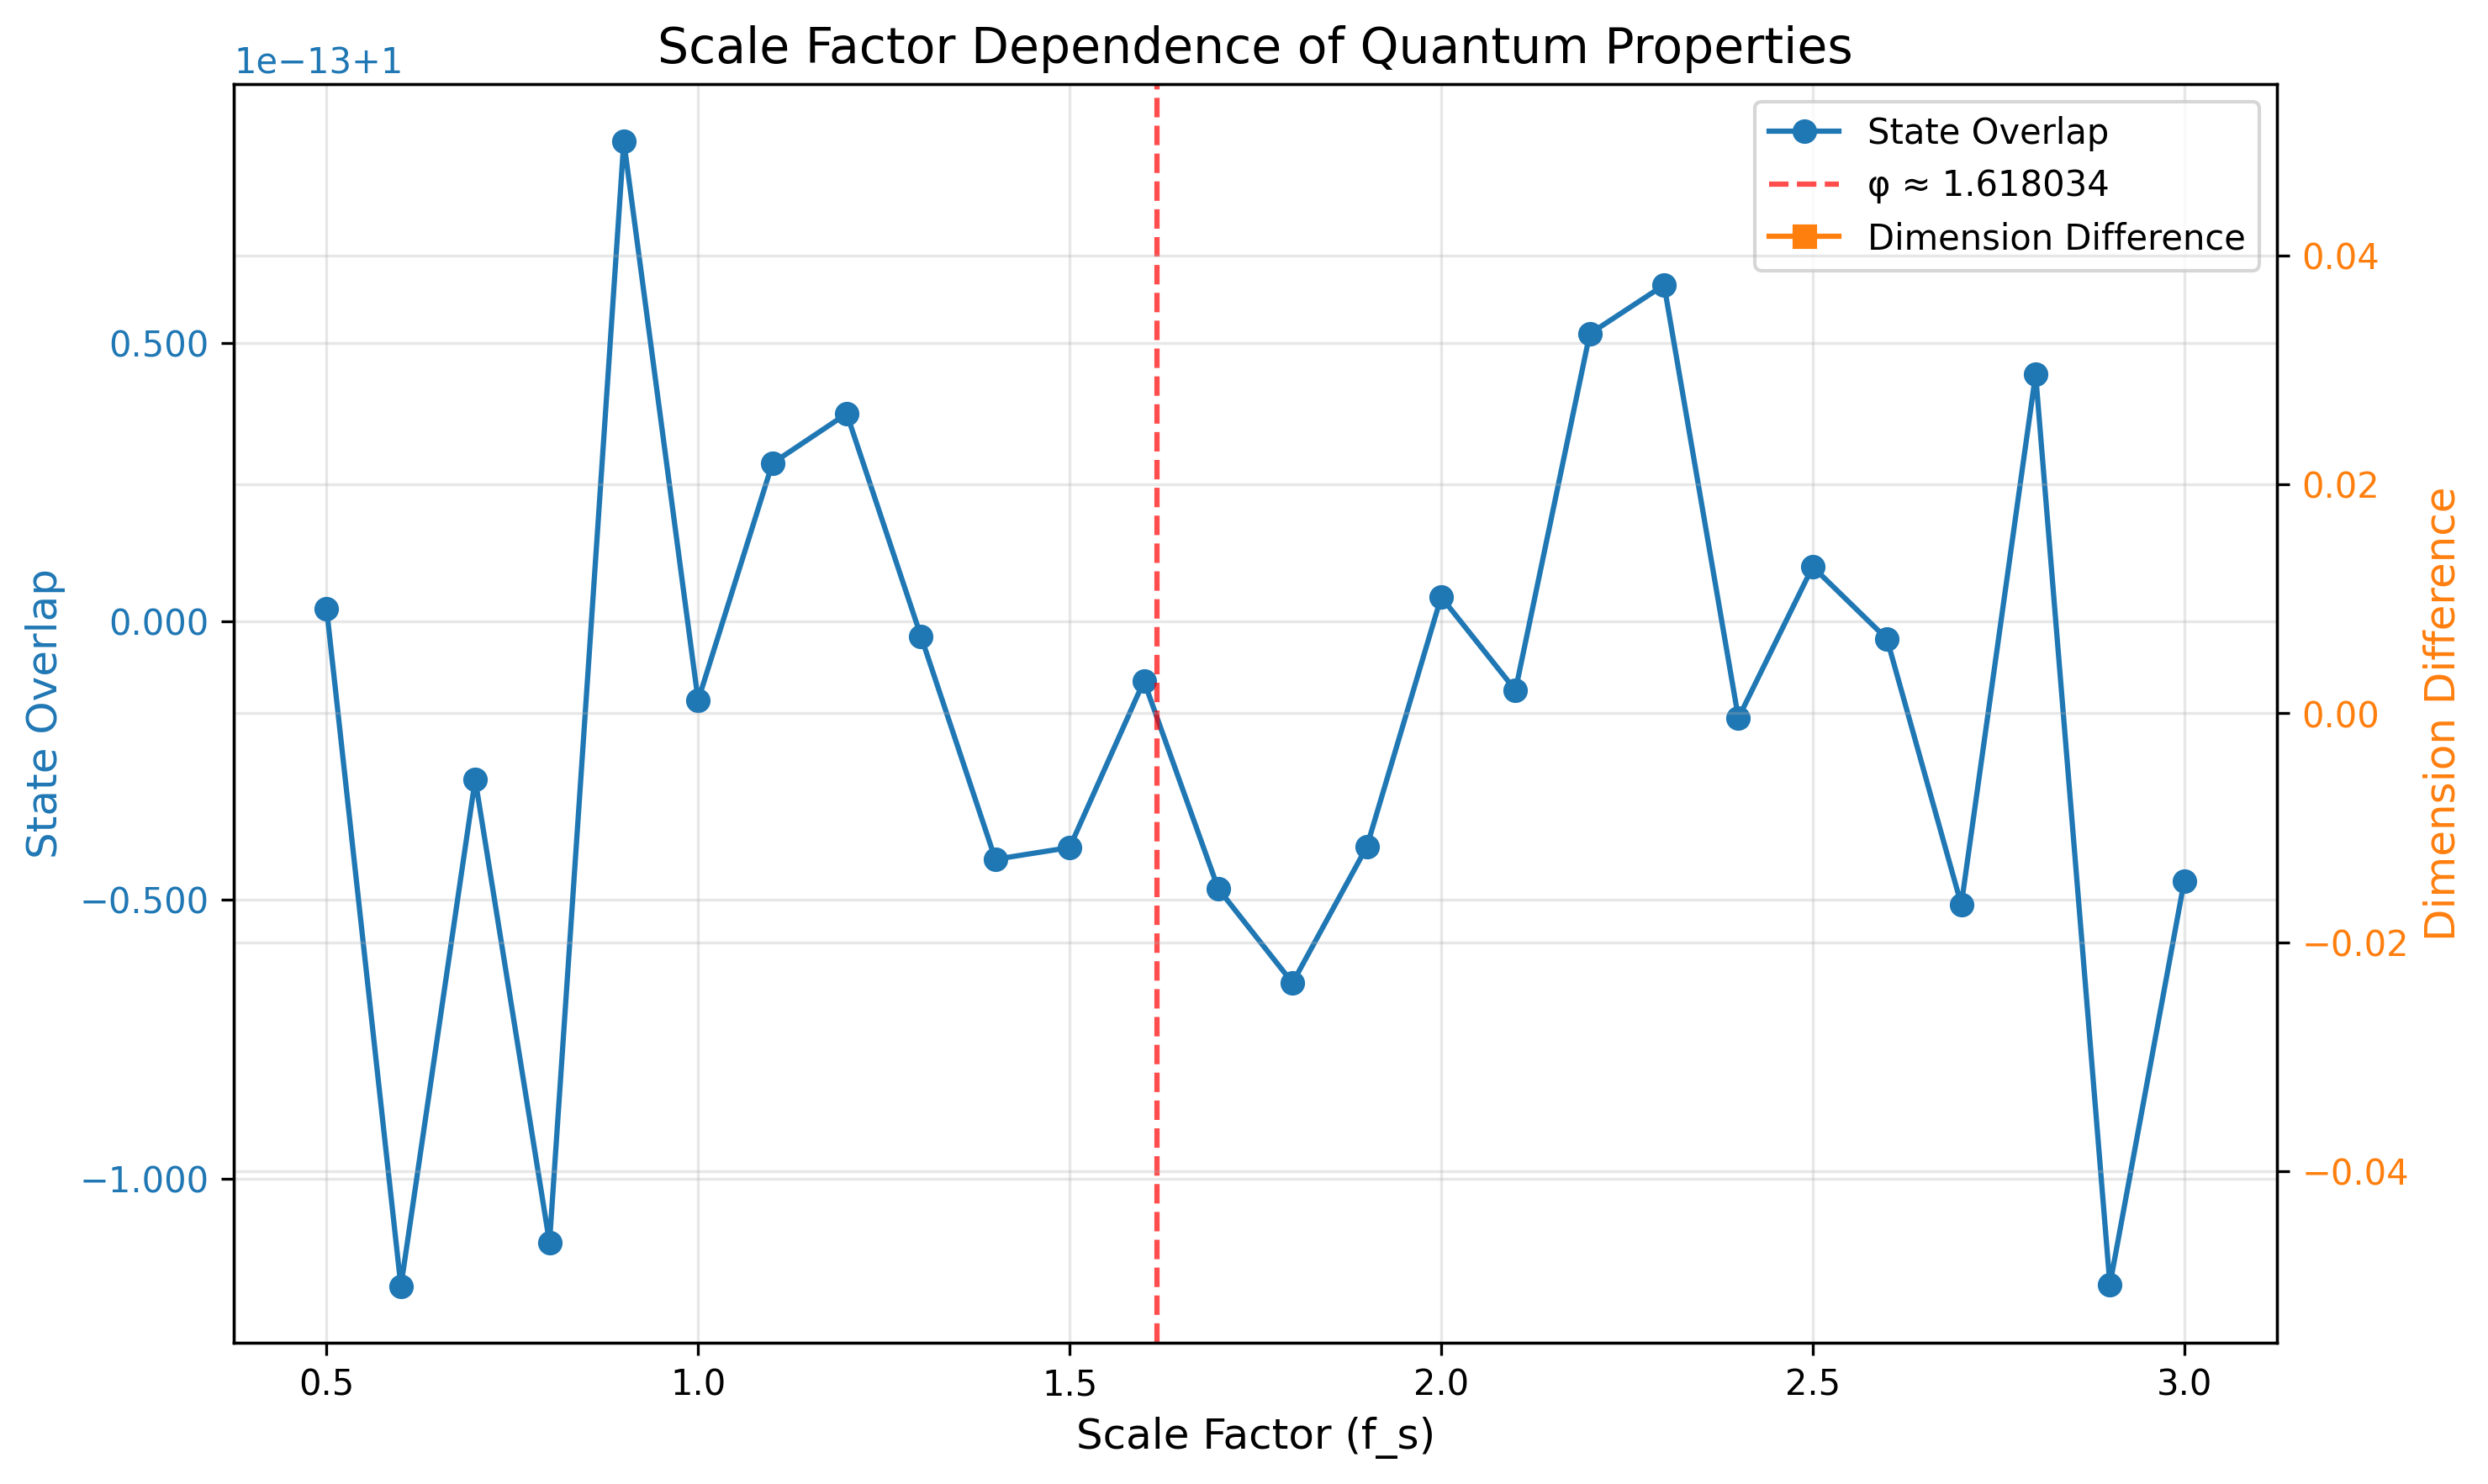 Scale Factor Dependence of Quantum Properties
1e−13+1
State Overlap
φ ≈ 1.618034
Dimension Difference
0.500
0.000
−0.500
−1.000
State Overlap
0.04
0.02
0.00
−0.02
−0.04
Dimension Difference
0.5 1.0 1.5 2.0 2.5 3.0
Scale Factor (f_s)